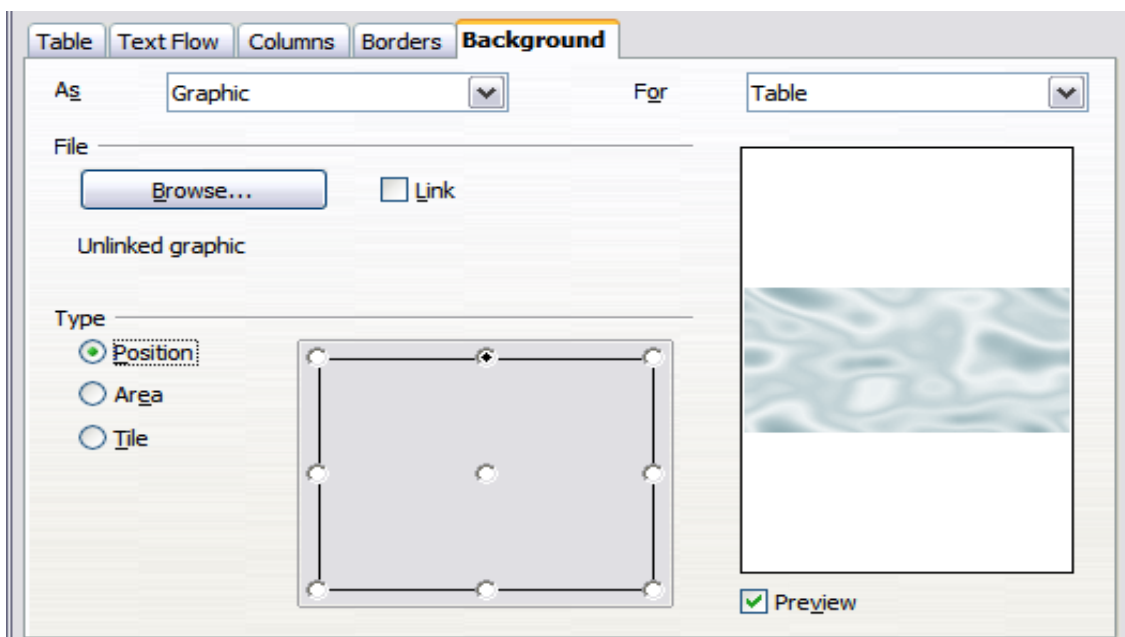 Table Text Flow Columns Borders Background
As Graphic For Table
File
Browse... Link
Unlinked graphic
Type
Position
Area
Tile
Preview